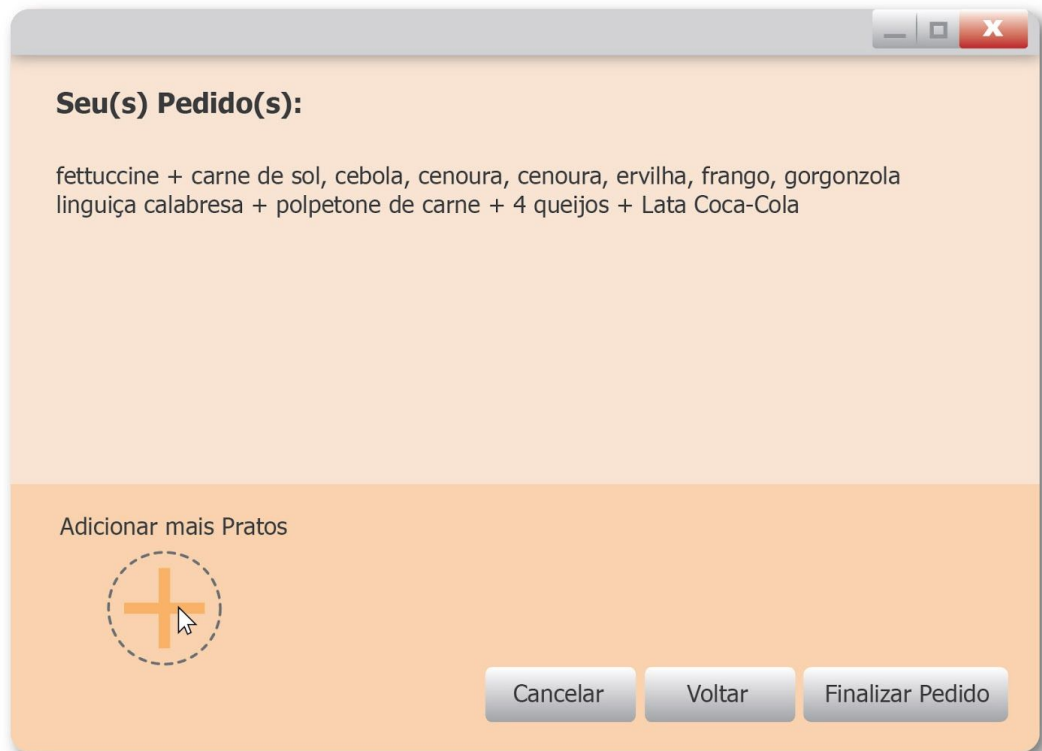 X
Seu(s) Pedido(s):
fettuccine + carne de sol, cebola, cenoura, cenoura, ervilha, frango, gorgonzola
linguiça calabresa + polpetone de carne + 4 queijos + Lata Coca-Cola
Adicionar mais Pratos
Cancelar
Voltar
Finalizar Pedido